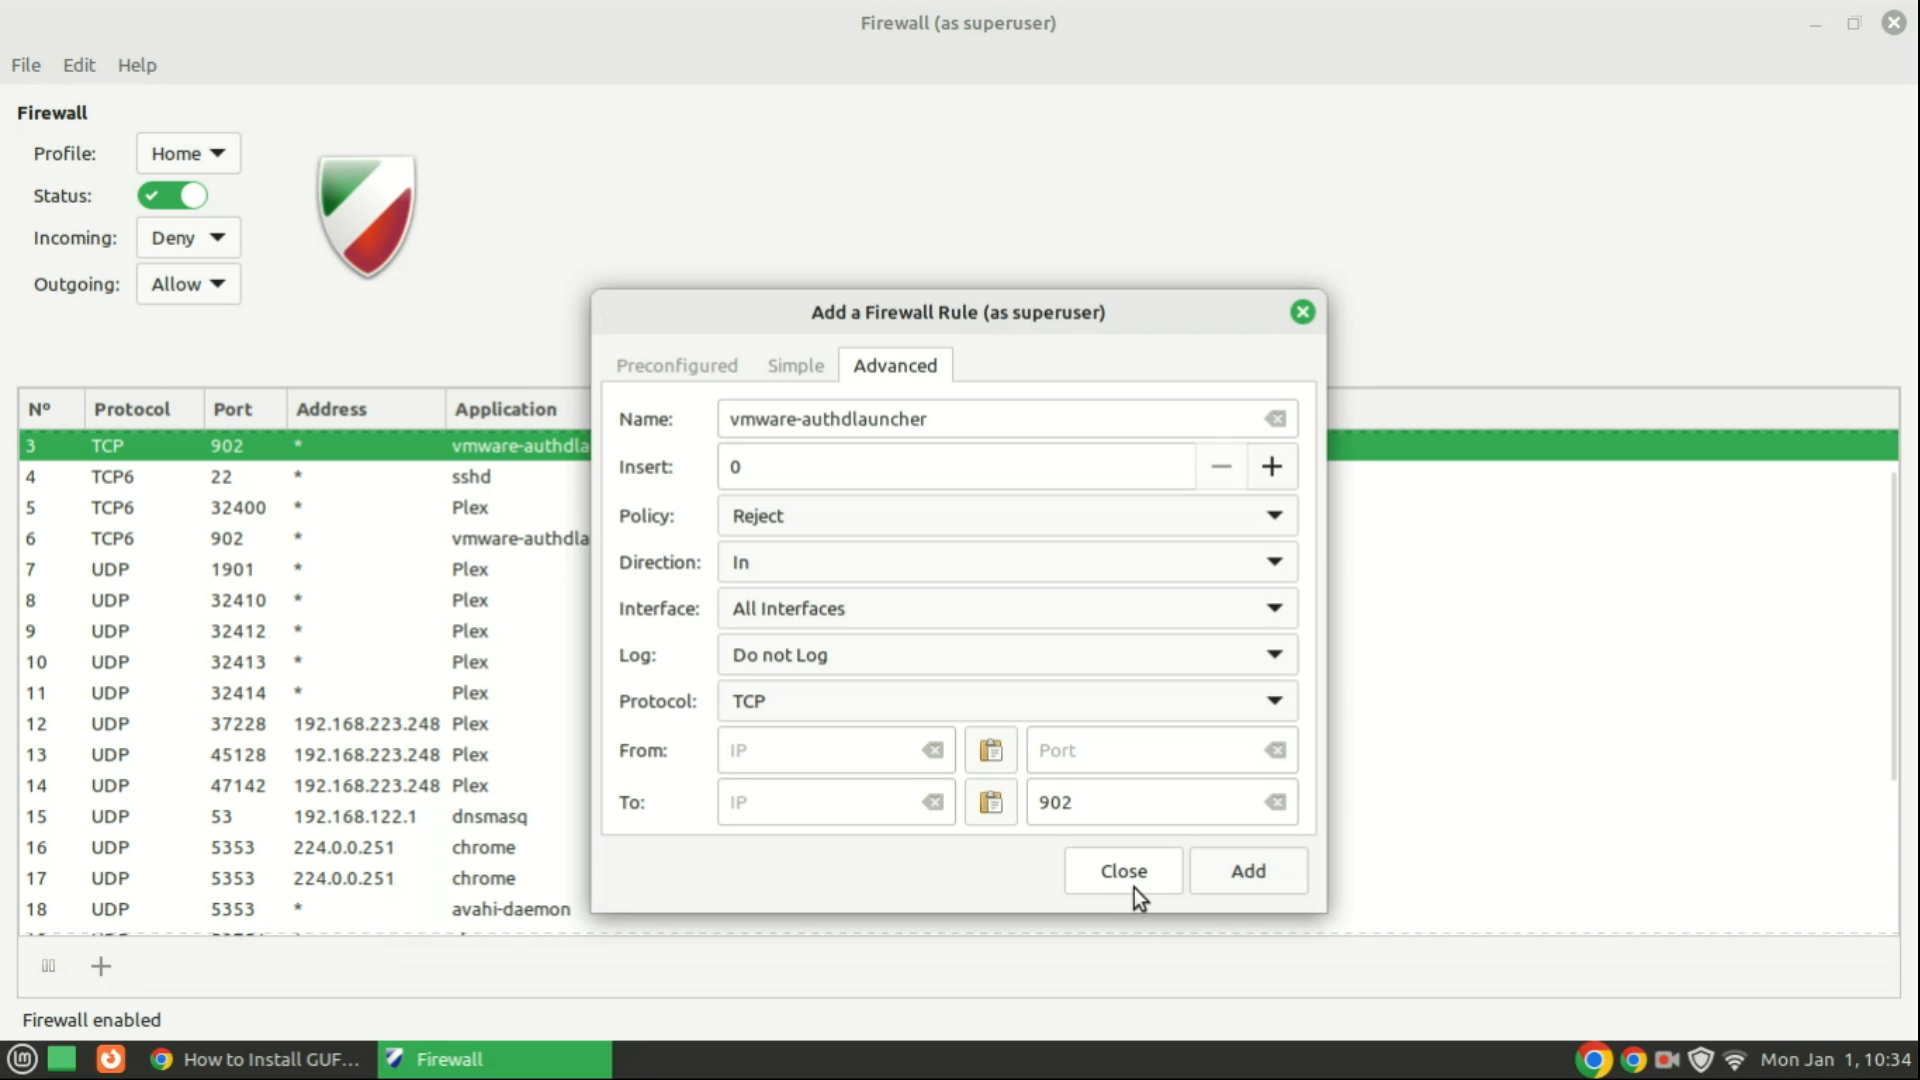 Firewall (as superuser)
File Edit Help
Firewall
Profile: Home
Status:
Incoming: Deny
Outgoing: Allow
Add a Firewall Rule (as superuser)
Preconfigured Simple Advanced
Name: vmware-authdlauncher
Insert: 0
Policy: Reject
Direction: In
Interface: All Interfaces
Log: Do not Log
Protocol: TCP
From: IP Port
To: IP 902
Close Add
Nº Protocol Port Address Application
3 TCP 902 * vmware-authdla
4 TCP6 22 * sshd
5 TCP6 32400 * Plex
6 TCP6 902 * vmware-authdla
7 UDP 1901 * Plex
8 UDP 32410 * Plex
9 UDP 32412 * Plex
10 UDP 32413 * Plex
11 UDP 32414 * Plex
12 UDP 37228 192.168.223.248 Plex
13 UDP 45128 192.168.223.248 Plex
14 UDP 47142 192.168.223.248 Plex
15 UDP 53 192.168.122.1 dnsmasq
16 UDP 5353 224.0.0.251 chrome
17 UDP 5353 224.0.0.251 chrome
18 UDP 5353 * avahi-daemon
Firewall enabled
How to Install GUF... Firewall Mon Jan 1, 10:34